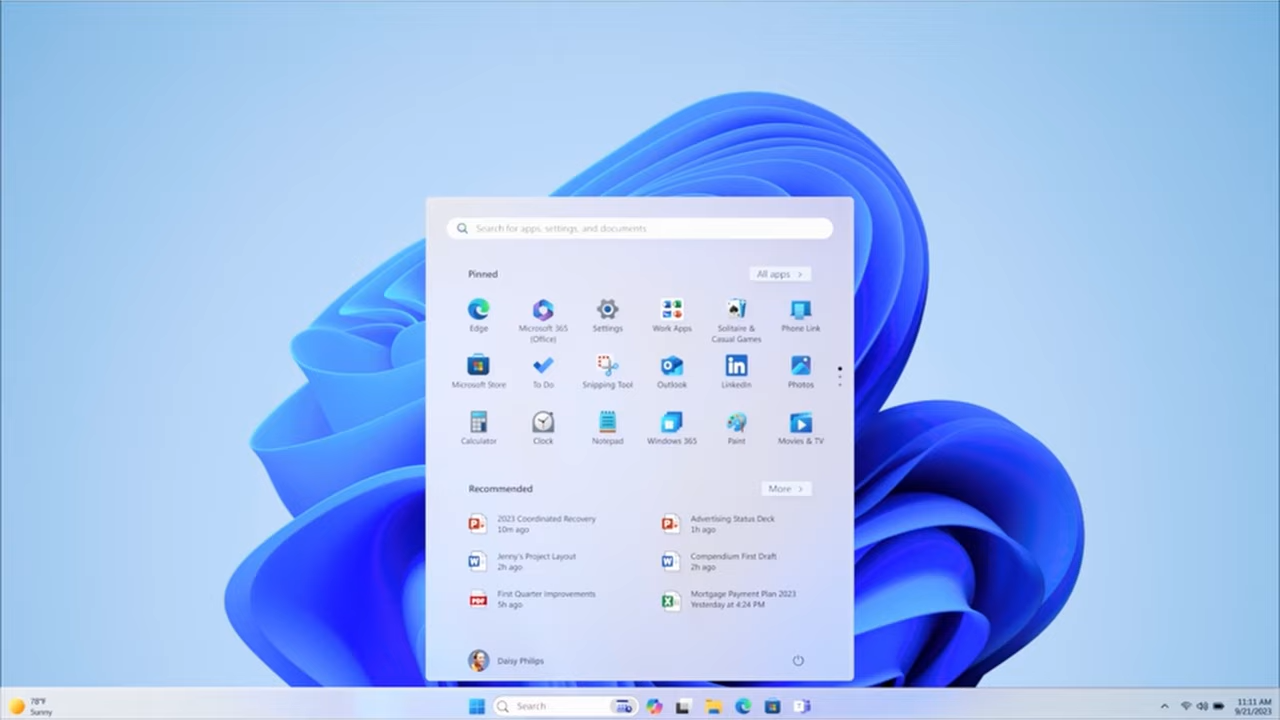 Search for apps, settings, and documents
Pinned
All apps
Edge
Microsoft 365
(Office)
Settings
Work Apps
Solitaire &
Casual Games
Phone Link
Microsoft Store
To Do
Snipping Tool
Outlook
LinkedIn
Photos
Calculator
Clock
Notepad
Windows 365
Paint
Movies & TV
Recommended
More
2023 Coordinated Recovery
10m ago
Advertising Status Deck
1h ago
Jenny's Project Layout
2h ago
Compendium First Draft
2h ago
PDF
First Quarter Improvements
5h ago
Mortgage Payment Plan 2023
Yesterday at 4:24 PM
Daisy Philips
78°F
Sunny
Search
11:11 AM
9/21/2023